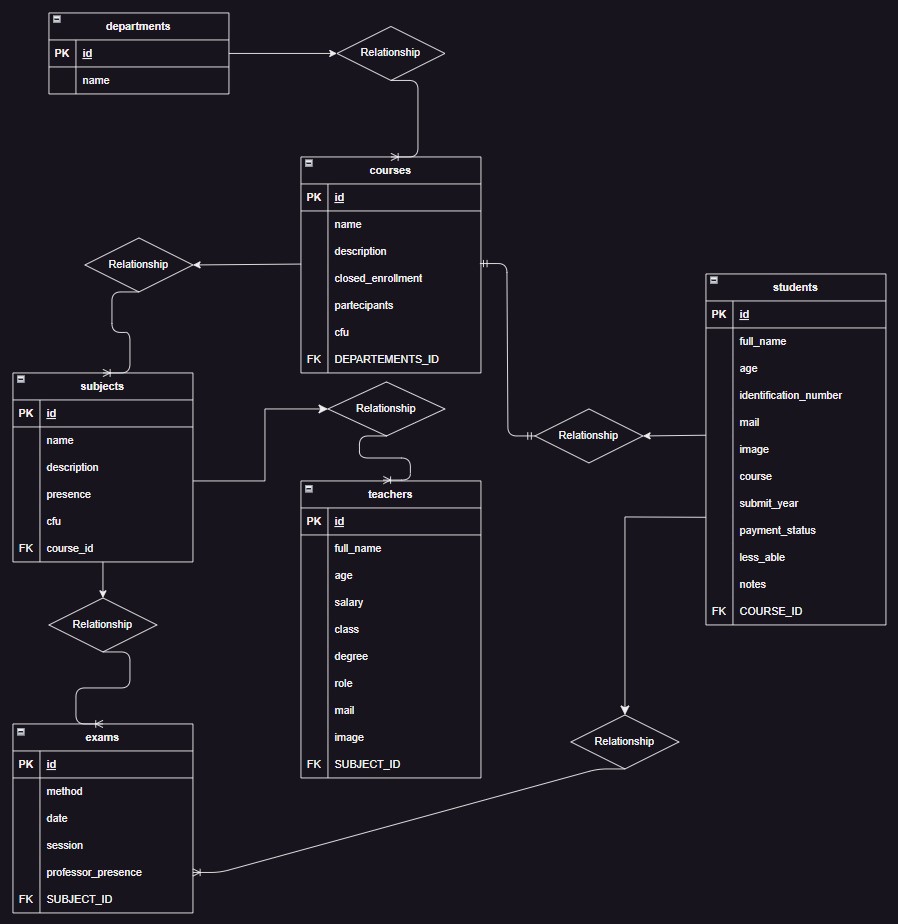 departments
PK id
name
Relationship
courses
PK id
name
description
closed_enrollment
partecipants
cfu
FK DEPARTEMENTS_ID
Relationship
students
PK id
full_name
age
identification_number
mail
image
course
submit_year
payment_status
less_able
notes
FK COURSE_ID
subjects
PK id
name
description
presence
cfu
FK course_id
Relationship
Relationship
teachers
PK id
full_name
age
salary
class
degree
role
mail
image
FK SUBJECT_ID
Relationship
Relationship
exams
PK id
method
date
session
professor_presence
FK SUBJECT_ID